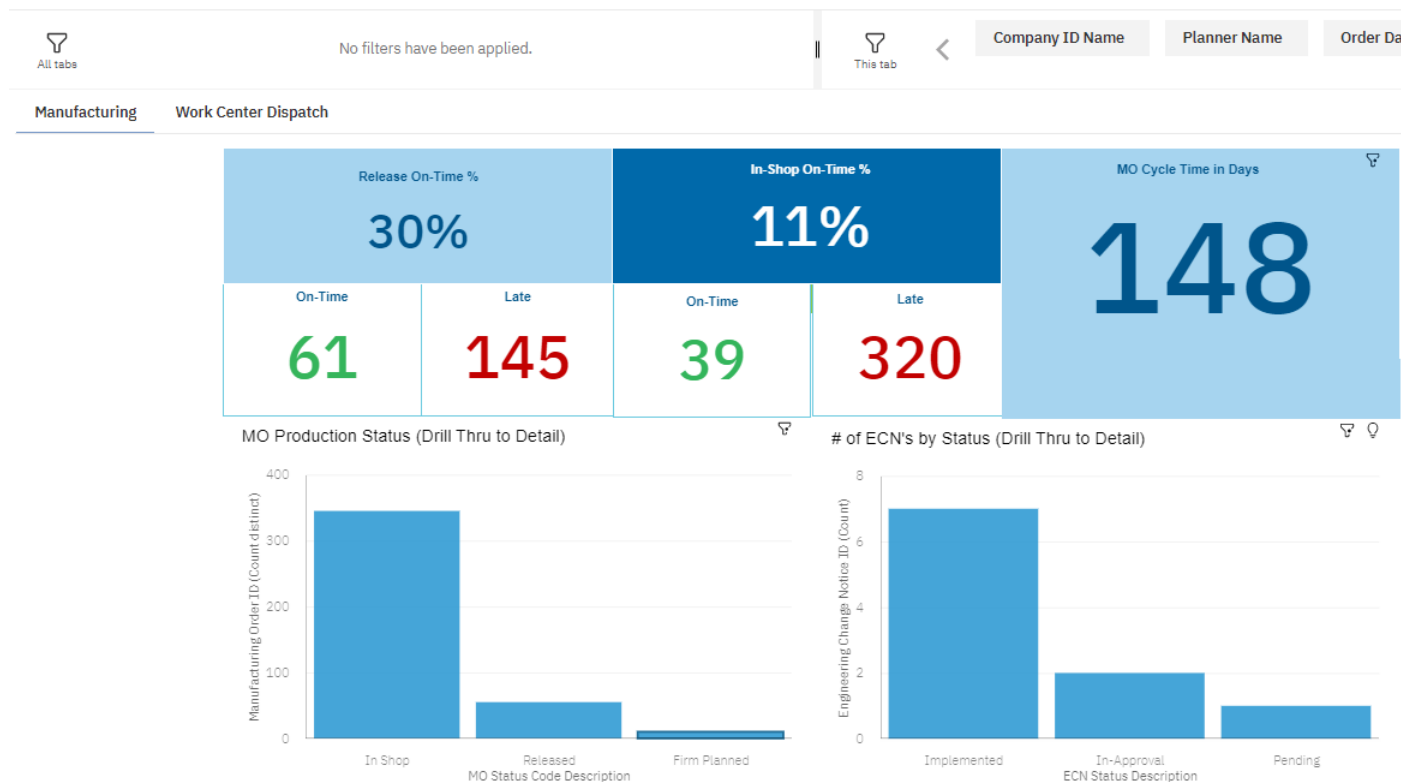 No filters have been applied.
All tabs
This tab
Company ID Name
Planner Name
Order Da
Manufacturing
Work Center Dispatch
Release On-Time %
30%
In-Shop On-Time %
11%
MO Cycle Time in Days
148
On-Time
61
Late
145
On-Time
39
Late
320
MO Production Status (Drill Thru to Detail)
Manufacturing Order ID (Count distinct)
400
300
200
100
0
In Shop
Released
Firm Planned
MO Status Code Description
# of ECN's by Status (Drill Thru to Detail)
Engineering Change Notice ID (Count)
8
6
4
2
0
Implemented
In-Approval
Pending
ECN Status Description